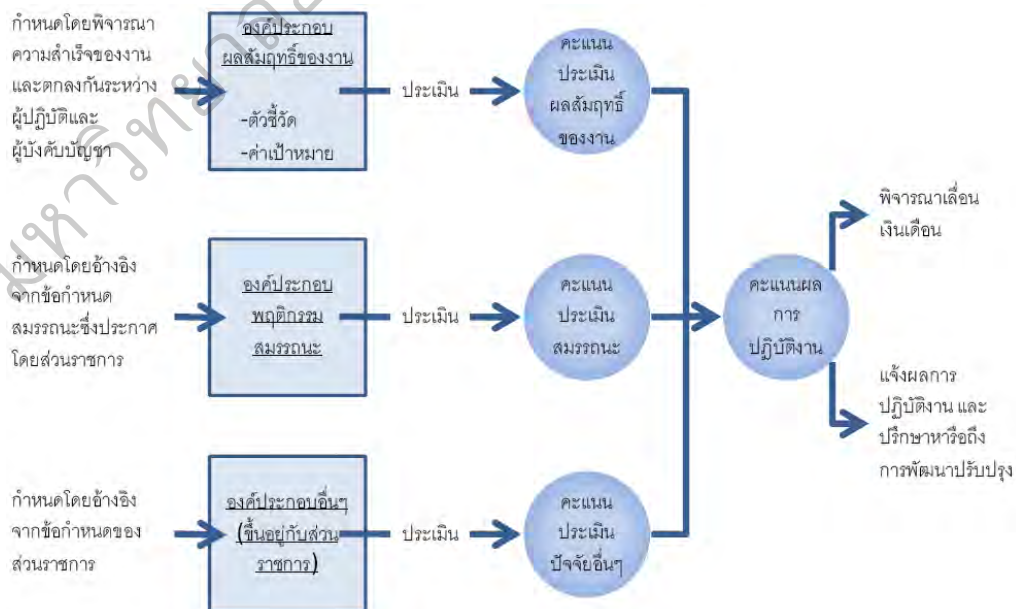 กำหนดโดยพิจารณา
ความสำเร็จของงาน
และตกลงกันระหว่าง
ผู้ปฏิบัติและ
ผู้บังคับบัญชา
องค์ประกอบ
ผลสัมฤทธิ์ของงาน
-ตัวชี้วัด
-ค่าเป้าหมาย
ประเมิน
คะแนน
ประเมิน
ผลสัมฤทธิ์
ของงาน
กำหนดโดยอ้างอิง
จากข้อกำหนด
สมรรถนะซึ่งประกาศ
โดยส่วนราชการ
องค์ประกอบ
พฤติกรรม
สมรรถนะ
ประเมิน
คะแนน
ประเมิน
สมรรถนะ
กำหนดโดยอ้างอิง
จากข้อกำหนดของ
ส่วนราชการ
องค์ประกอบอื่นๆ
(ขึ้นอยู่กับส่วน
ราชการ)
ประเมิน
คะแนน
ประเมิน
ปัจจัยอื่นๆ
คะแนนผล
การ
ปฏิบัติงาน
พิจารณาเลื่อน
เงินเดือน
แจ้งผลการ
ปฏิบัติงาน และ
ปรึกษาหารือถึง
การพัฒนาปรับปรุง